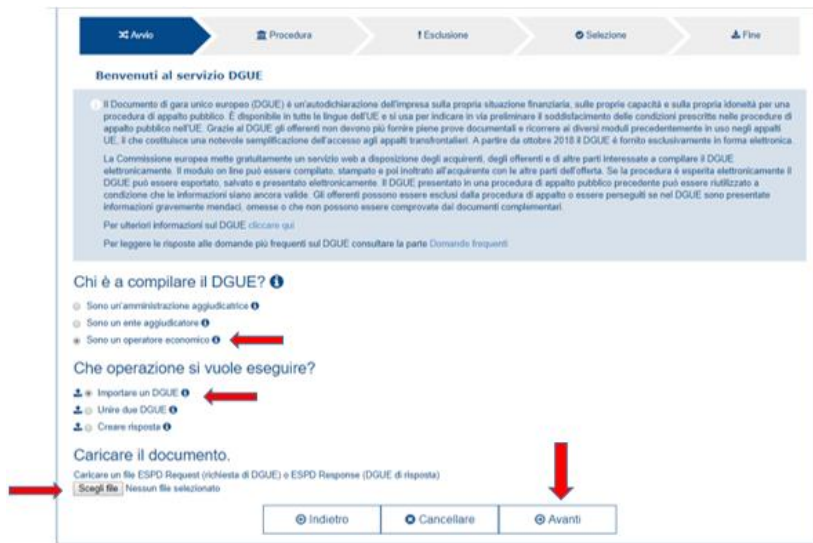 Avvio
Procedura
Esclusione
Selezione
Fine
Benvenuti al servizio DGUE
Il Documento di gara unico europeo (DGUE) è un'autodichiarazione dell'impresa sulla propria situazione finanziaria, sulle proprie capacità e sulla propria idoneità per una
procedura di appalto pubblico. È disponibile in tutte le lingue dell'UE e si usa per indicare in via preliminare il soddisfacimento delle condizioni prescritte nelle procedure di
appalto pubblico nell'UE. Grazie al DGUE gli offerenti non devono più fornire piene prove documentali e ricorrere ai diversi moduli precedentemente in uso negli appalti
UE, il che costituisce una notevole semplificazione dell'accesso agli appalti transfrontalieri. A partire da ottobre 2018 il DGUE è fornito esclusivamente in forma elettronica.
La Commissione europea mette gratuitamente un servizio web a disposizione degli acquirenti, degli offerenti e di altre parti interessate a compilare il DGUE
elettronicamente. Il modulo on line può essere compilato, stampato e poi inoltrato all'acquirente con le altre parti dell'offerta. Se la procedura è esperita elettronicamente il
DGUE può essere esportato, salvato e presentato elettronicamente. Il DGUE presentato in una procedura di appalto pubblico precedente può essere riutilizzato a
condizione che le informazioni siano ancora valide. Gli offerenti possono essere esclusi dalla procedura di appalto o essere perseguiti se nel DGUE sono presentate
informazioni gravemente mendaci, omesse o che non possono essere comprovate dai documenti complementari.
Per ulteriori informazioni sul DGUE cliccare qui
Per leggere le risposte alle domande più frequenti sul DGUE consultare la parte Domande frequenti
Chi è a compilare il DGUE?
Sono un'amministrazione aggiudicatrice
Sono un ente aggiudicatore
Sono un operatore economico
Che operazione si vuole eseguire?
Importare un DGUE
Unire due DGUE
Creare risposta
Caricare il documento.
Caricare un file ESPD Request (richiesta di DGUE) o ESPD Response (DGUE di risposta)
Scegli file Nessun file selezionato
Indietro
Cancellare
Avanti